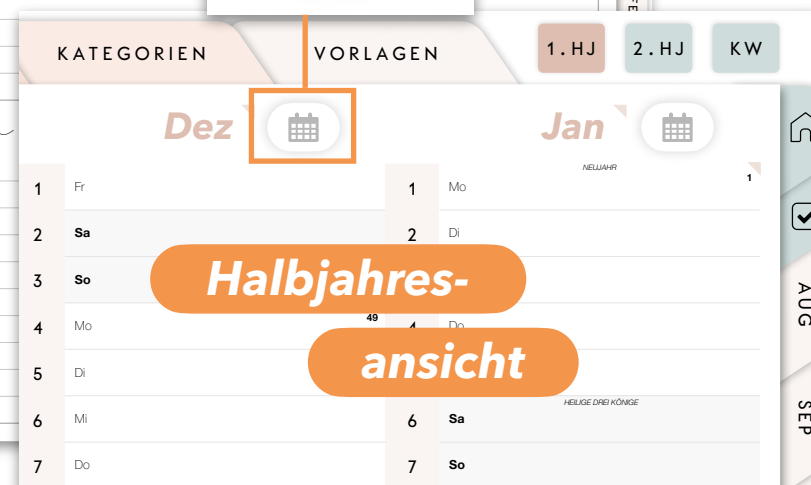 KATEGORIEN
VORLAGEN
1.HJ
2.HJ
KW
Dez
Jan
NEUJAHR
1 Fr
1 Mo 1
2 Sa
2 Di
3 So
Halbjahres-
4 Mo 49
4 Do
ansicht
5 Di
HEILIGE DREI KÖNIGE
6 Mi
6 Sa
7 Do
7 So
AUG
SEP